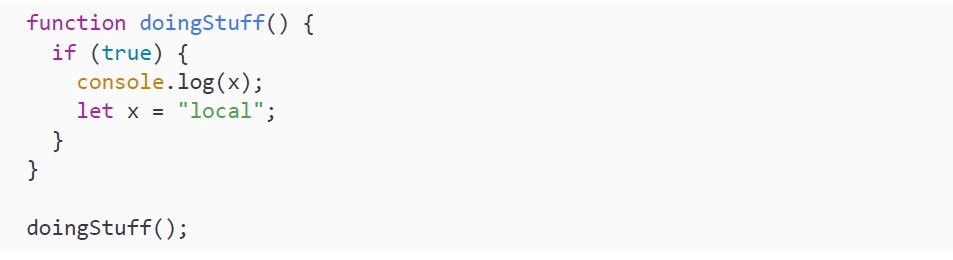 function doingStuff() {
  if (true) {
    console.log(x);
    let x = "local";
  }
}

doingStuff();